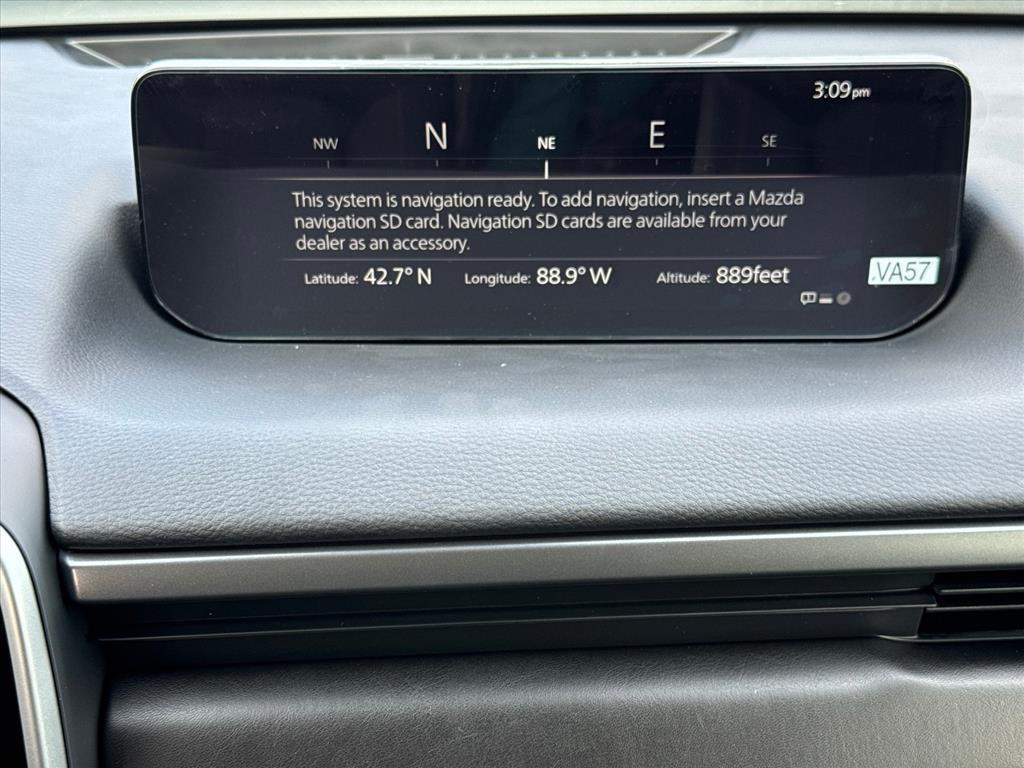 3:09pm
NW N NE E SE
This system is navigation ready. To add navigation, insert a Mazda
navigation SD card. Navigation SD cards are available from your
dealer as an accessory.
Latitude: 42.7° N Longitude: 88.9° W Altitude: 889feet
.VA57